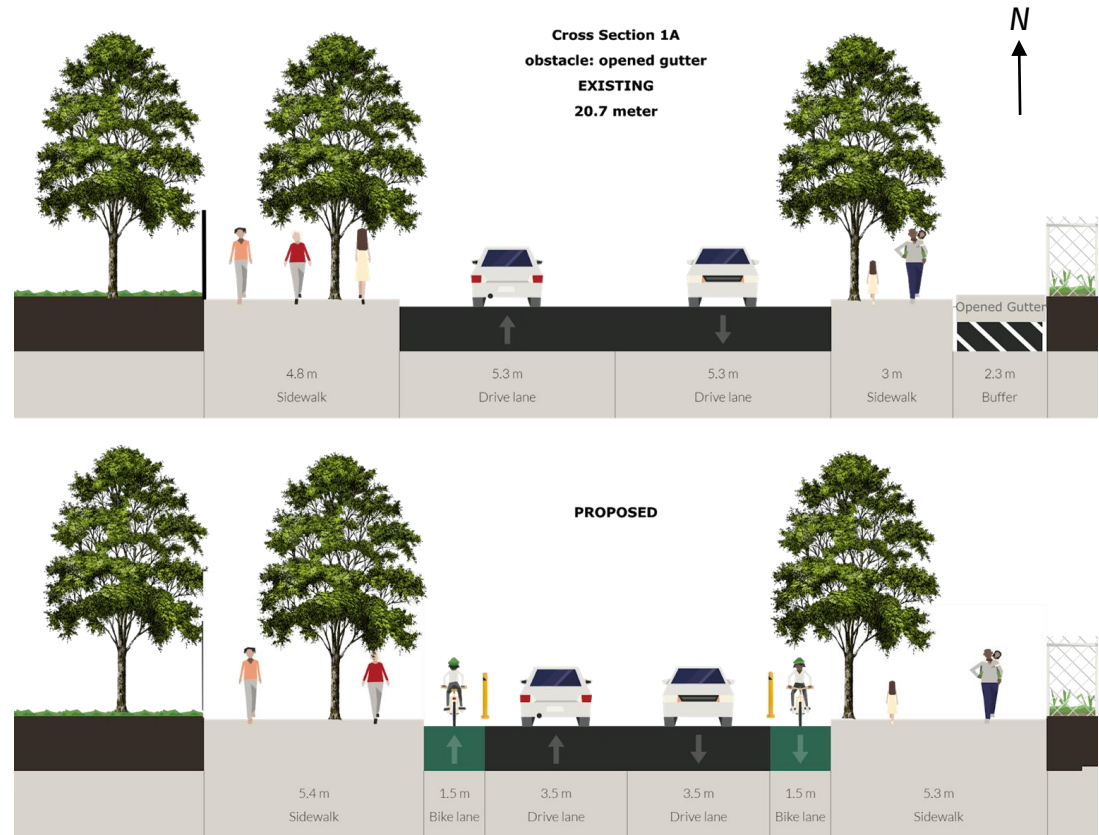 N
Cross Section 1A
obstacle: opened gutter
EXISTING
20.7 meter
Opened Gutter
4.8 m
Sidewalk
5.3 m
Drive lane
5.3 m
Drive lane
3 m
Sidewalk
2.3 m
Buffer
PROPOSED
5.4 m
Sidewalk
1.5 m
Bike lane
3.5 m
Drive lane
3.5 m
Drive lane
1.5 m
Bike lane
5.3 m
Sidewalk